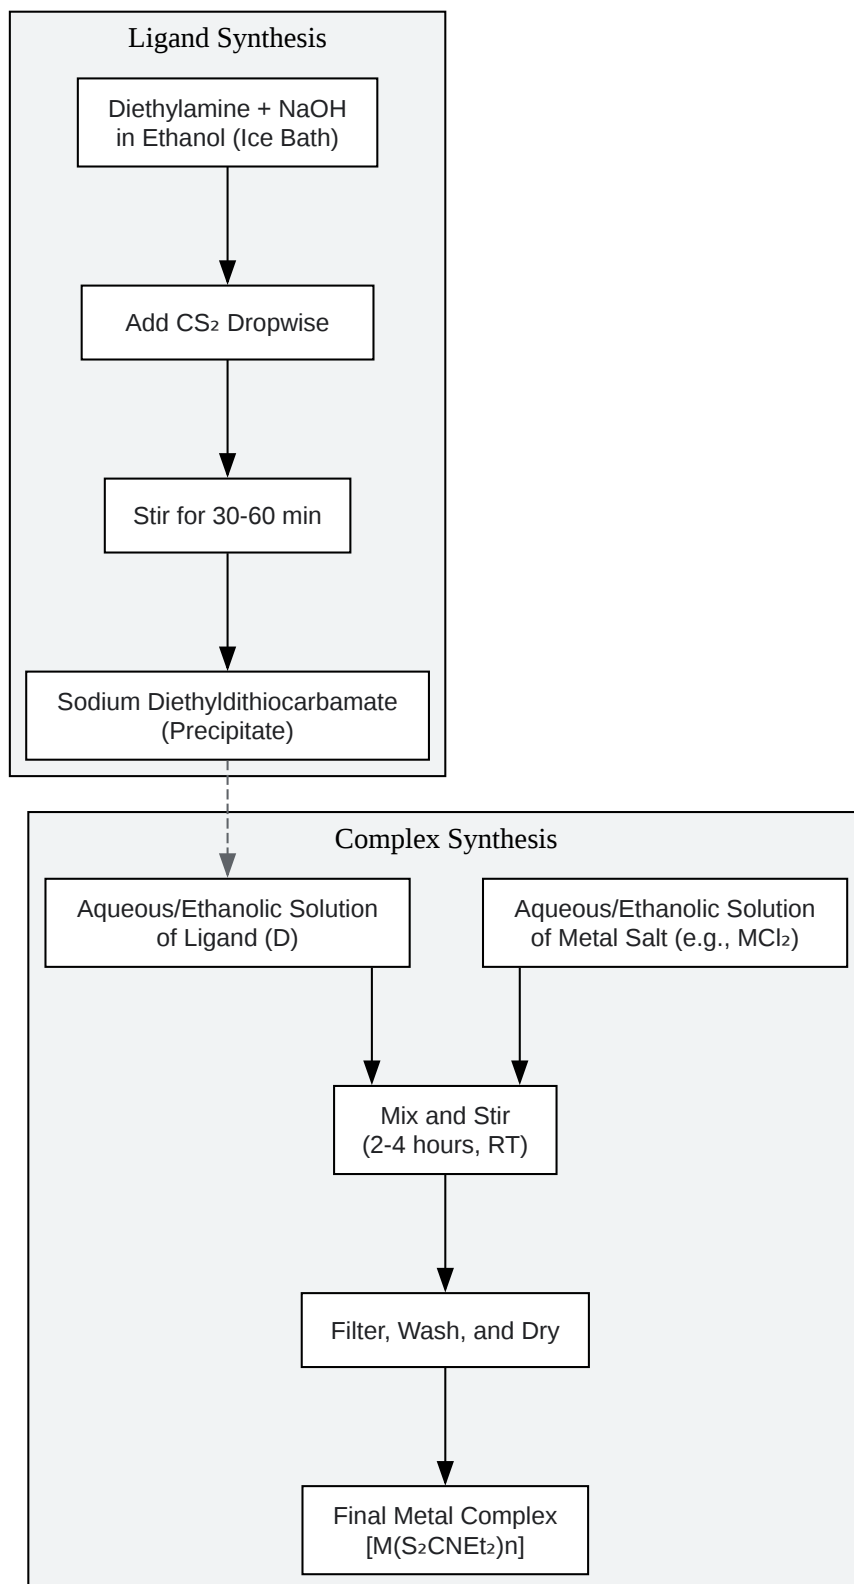 Ligand Synthesis
Diethylamine + NaOH
in Ethanol (Ice Bath)
Add CS₂ Dropwise
Stir for 30-60 min
Sodium Diethyldithiocarbamate
(Precipitate)
Complex Synthesis
Aqueous/Ethanolic Solution
of Ligand (D)
Aqueous/Ethanolic Solution
of Metal Salt (e.g., MCl₂)
Mix and Stir
(2-4 hours, RT)
Filter, Wash, and Dry
Final Metal Complex
[M(S₂CNEt₂)n]